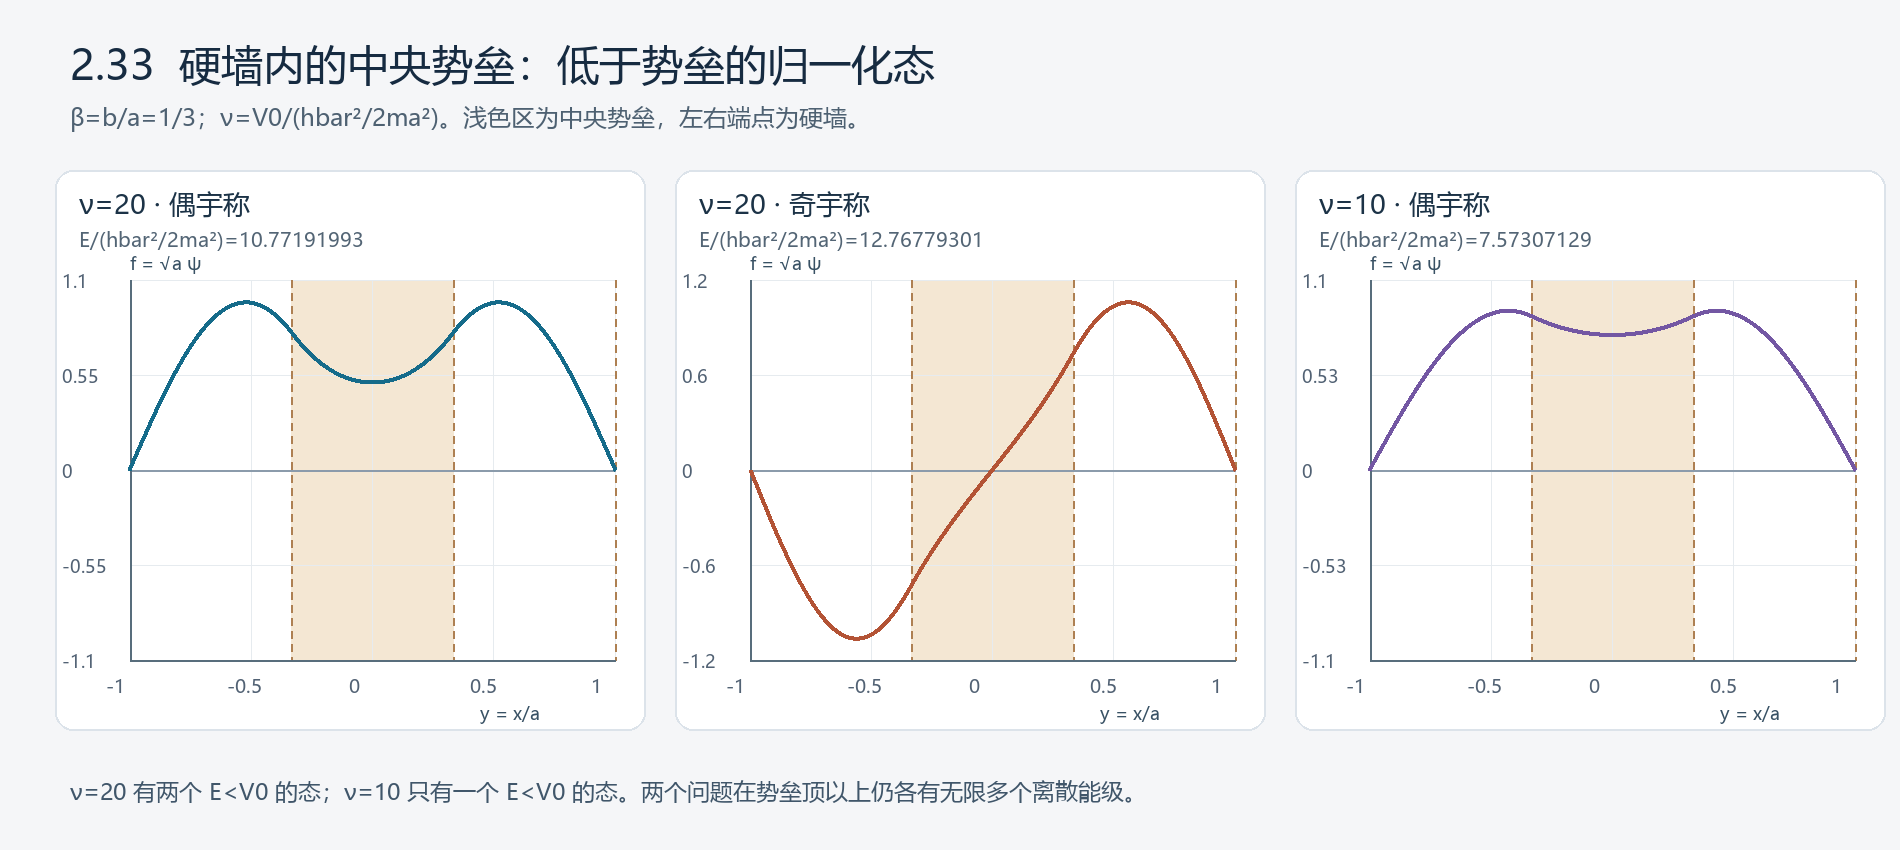 2.33 硬墙内的中央势垒：低于势垒的归一化态
β=b/a=1/3；ν=V0/(hbar²/2ma²)。浅色区为中央势垒，左右端点为硬墙。
ν=20 · 偶宇称
E/(hbar²/2ma²)=10.77191993
f = √a ψ
1.1
0.55
0
-0.55
-1.1
-1
-0.5
0
0.5
1
y = x/a
ν=20 · 奇宇称
E/(hbar²/2ma²)=12.76779301
f = √a ψ
1.2
0.6
0
-0.6
-1.2
-1
-0.5
0
0.5
1
y = x/a
ν=10 · 偶宇称
E/(hbar²/2ma²)=7.57307129
f = √a ψ
1.1
0.53
0
-0.53
-1.1
-1
-0.5
0
0.5
1
y = x/a
ν=20 有两个 E<V0 的态；ν=10 只有一个 E<V0 的态。两个问题在势垒顶以上仍各有无限多个离散能级。